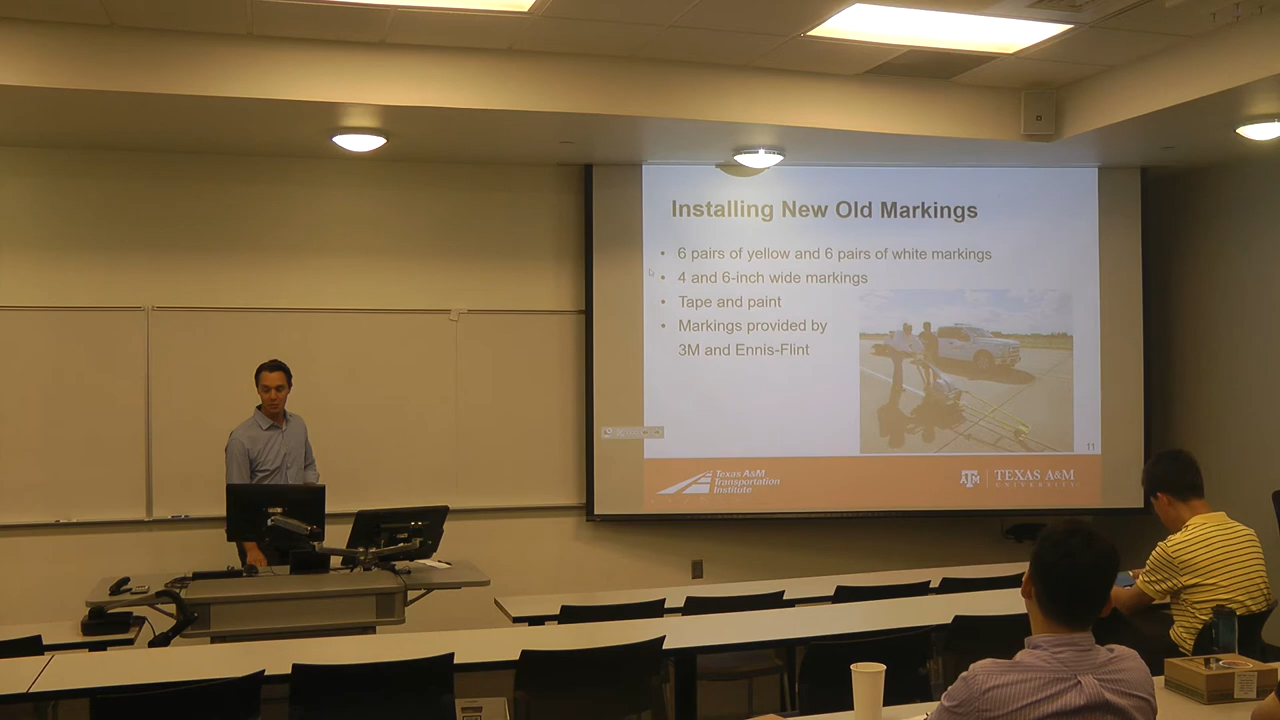 Installing New Old Markings
• 6 pairs of yellow and 6 pairs of white markings
• 4 and 6-inch wide markings
• Tape and paint
• Markings provided by
3M and Ennis-Flint
11
Texas A&M
Transportation
Institute
ATM
TEXAS A&M
UNIVERSITY